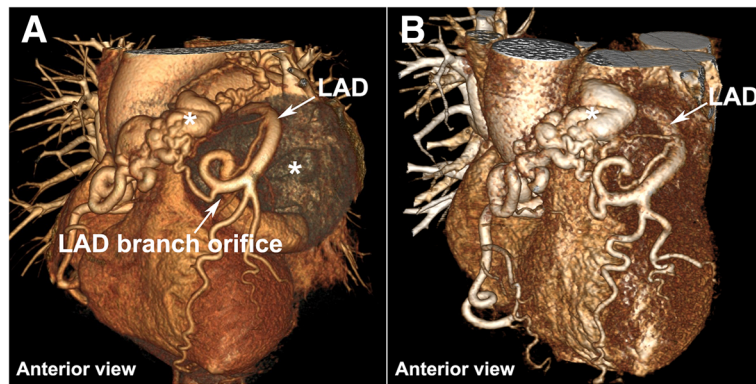 A
LAD
*
*
LAD branch orifice
Anterior view
B
*
LAD
Anterior view